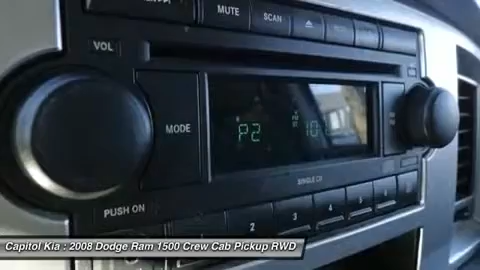 MUTE SCAN
VOL
MODE
P2
FM
10
SINGLE CD
PUSH ON
2 3 4 5
Capitol Kia : 2008 Dodge Ram 1500 Crew Cab Pickup RWD